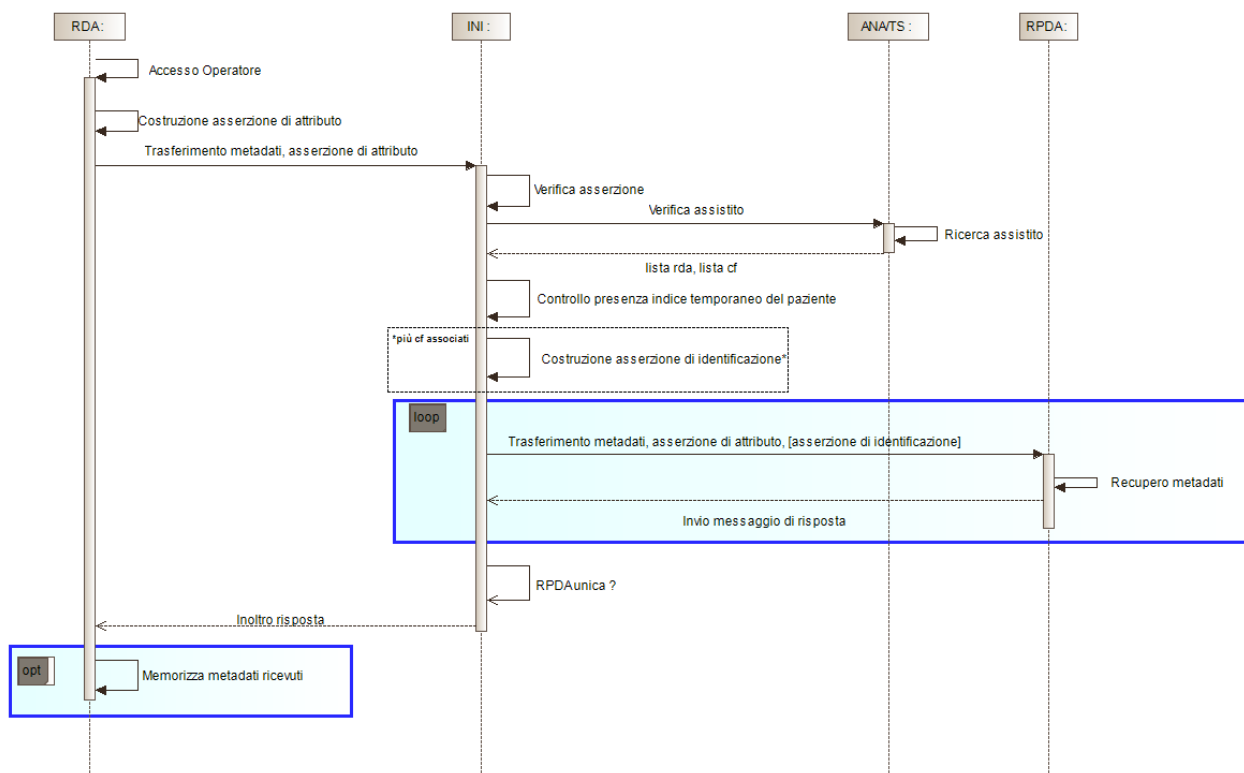 RDA:
INI :
ANA/TS :
RPDA:
Accesso Operatore
Costruzione asserzione di attributo
Trasferimento metadati, asserzione di attributo
Verifica asserzione
Verifica assistito
Ricerca assistito
lista rda, lista cf
Controllo presenza indice temporaneo del paziente
*più cf associati
Costruzione asserzione di identificazione*
loop
Trasferimento metadati, asserzione di attributo, [asserzione di identificazione]
Recupero metadati
Invio messaggio di risposta
RPDA unica ?
Inoltro risposta
opt
Memorizza metadati ricevuti